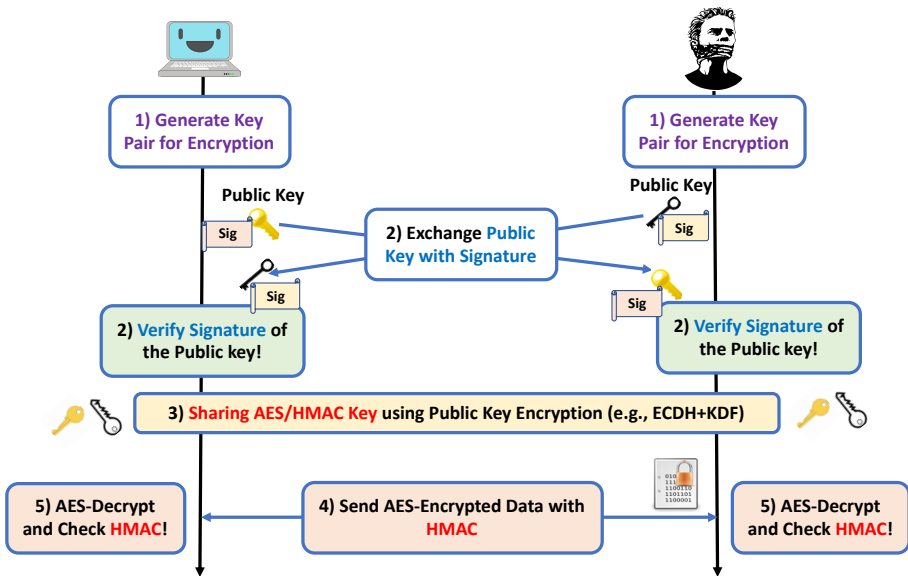 1) Generate Key
Pair for Encryption
1) Generate Key
Pair for Encryption
Public Key
Public Key
Sig
Sig
2) Exchange Public
Key with Signature
Sig
Sig
2) Verify Signature of
the Public key!
2) Verify Signature of
the Public key!
3) Sharing AES/HMAC Key using Public Key Encryption (e.g., ECDH+KDF)
5) AES-Decrypt
and Check HMAC!
4) Send AES-Encrypted Data with
HMAC
1100110
1101101
1100001
5) AES-Decrypt
and Check HMAC!